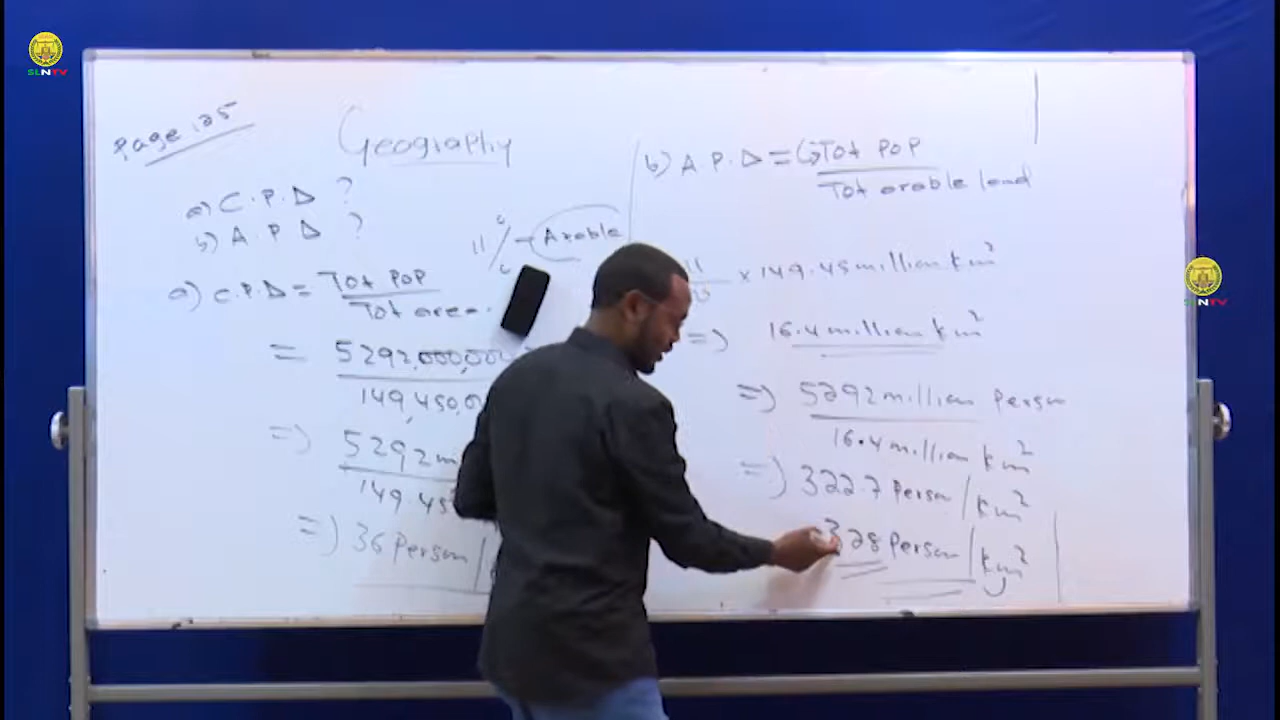 SLNTV
Page 125
Geography
a) C.P.D ?
b) A P D ?
11% - Arable
a) C.P.D = Tot pop
Tot area.
= 5292,000,00
149,450,0
=) 5292m
149.45
=) 36 Person /
b) A P. D = Tot POP
Tot arable land
11
× 149.45 million km²
=) 16.4 million km²
=) 5292 million Person
16.4 million km²
=) 322.7 Person / km²
328 Person / km²
SLNTV